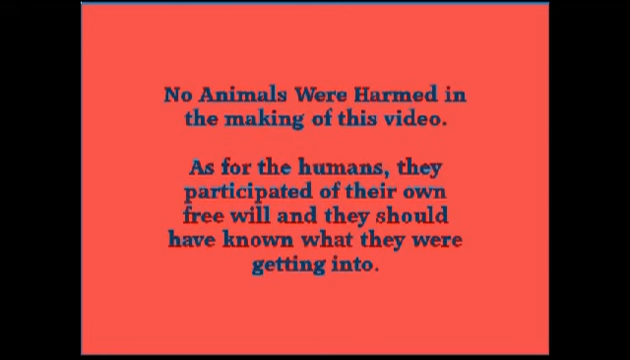 No Animals Were Harmed in
the making of this video.
As for the humans, they
participated of their own
free will and they should
have known what they were
getting into.